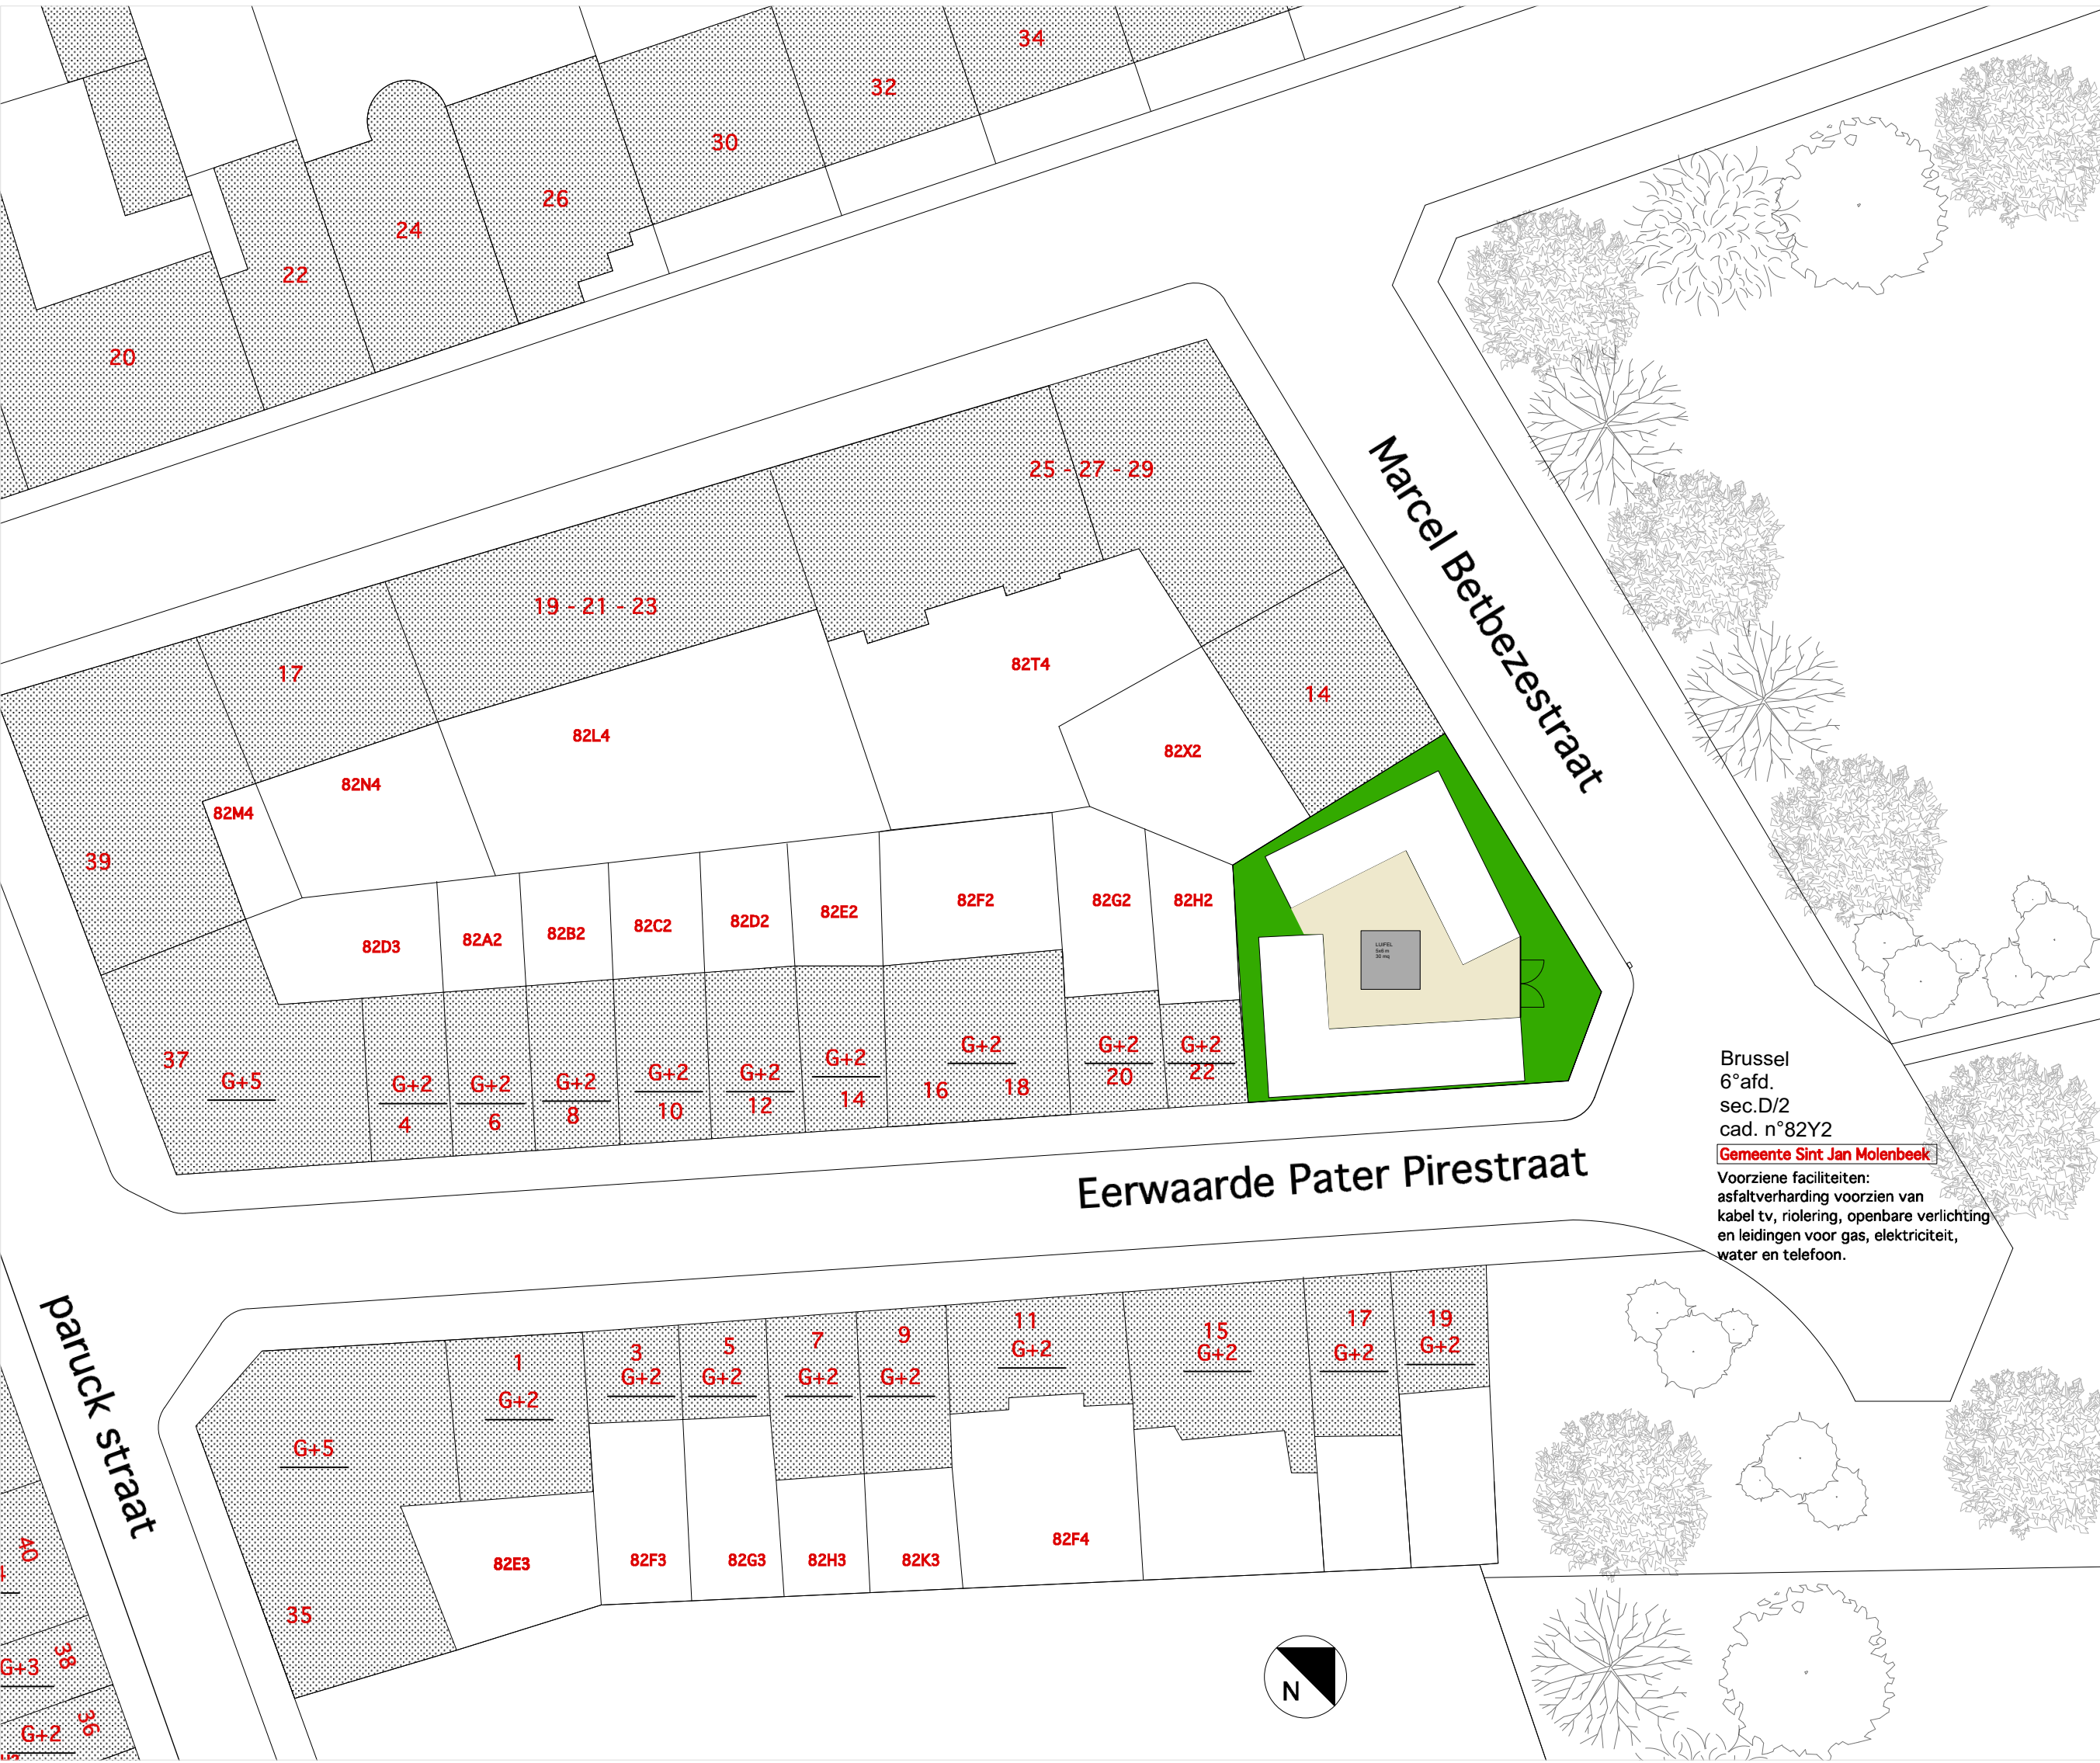 34
32
30
26
24
22
20
25 - 27 - 29
Marcel Betbezestraat
19 - 21 - 23
17
82T4
14
82L4
82X2
82N4
82M4
39
82D3
82A2
82B2
82C2
82D2
82E2
82F2
82G2
82H2
LUIFEL
5x6 m
30 mq
37
G+5
G+2
4
G+2
6
G+2
8
G+2
10
G+2
12
G+2
14
G+2
16
18
G+2
20
G+2
22
Brussel
6°afd.
sec.D/2
cad. n°82Y2
Gemeente Sint Jan Molenbeek
Voorziene faciliteiten:
asfaltverharding voorzien van
kabel tv, riolering, openbare verlichting
en leidingen voor gas, elektriciteit,
water en telefoon.
Eerwaarde Pater Pirestraat
paruck straat
1
G+2
3
G+2
5
G+2
7
G+2
9
G+2
11
G+2
15
G+2
17
G+2
19
G+2
G+5
82E3
82F3
82G3
82H3
82K3
82F4
35
40
38
G+3
36
G+2
N